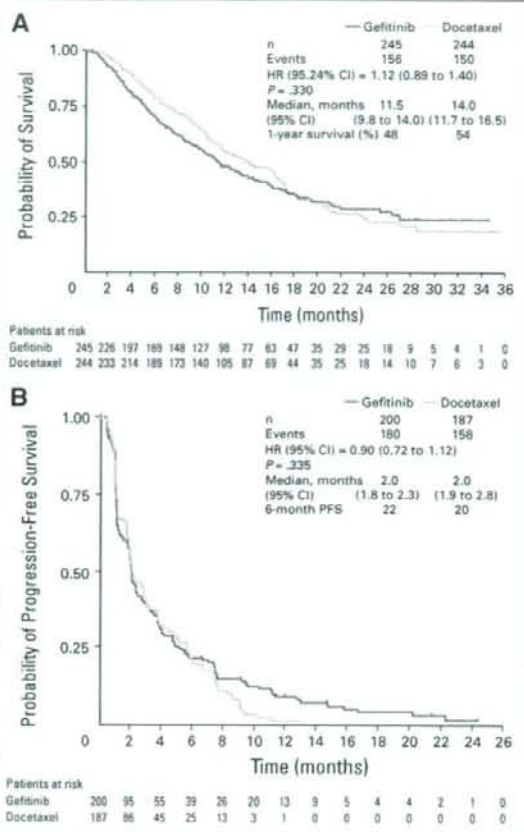 A
Gefitinib Docetaxel
n 245 244
Events 156 150
HR (95.24% CI) = 1.12 (0.89 to 1.40)
P = .330
Median, months 11.5 14.0
(95% CI) (9.8 to 14.0) (11.7 to 16.5)
1-year survival (%) 48 54
Probability of Survival
1.00
0.75
0.50
0.25
0 2 4 6 8 10 12 14 16 18 20 22 24 26 28 30 32 34 36
Time (months)
Patients at risk
Gefitinib 245 226 197 169 148 127 98 77 63 47 35 29 25 18 9 5 4 1 0
Docetaxel 244 233 214 189 173 140 105 87 69 44 35 25 18 14 10 7 6 3 0
B
Gefitinib Docetaxel
n 200 187
Events 180 158
HR (95% CI) = 0.90 (0.72 to 1.12)
P = .335
Median, months 2.0 2.0
(95% CI) (1.8 to 2.3) (1.9 to 2.8)
6-month PFS 22 20
Probability of Progression-Free Survival
1.00
0.75
0.50
0.25
0 2 4 6 8 10 12 14 16 18 20 22 24 26
Time (months)
Patients at risk
Gefitinib 200 95 55 39 26 20 13 9 5 4 4 2 1 0
Docetaxel 187 86 45 25 13 3 1 0 0 0 0 0 0 0